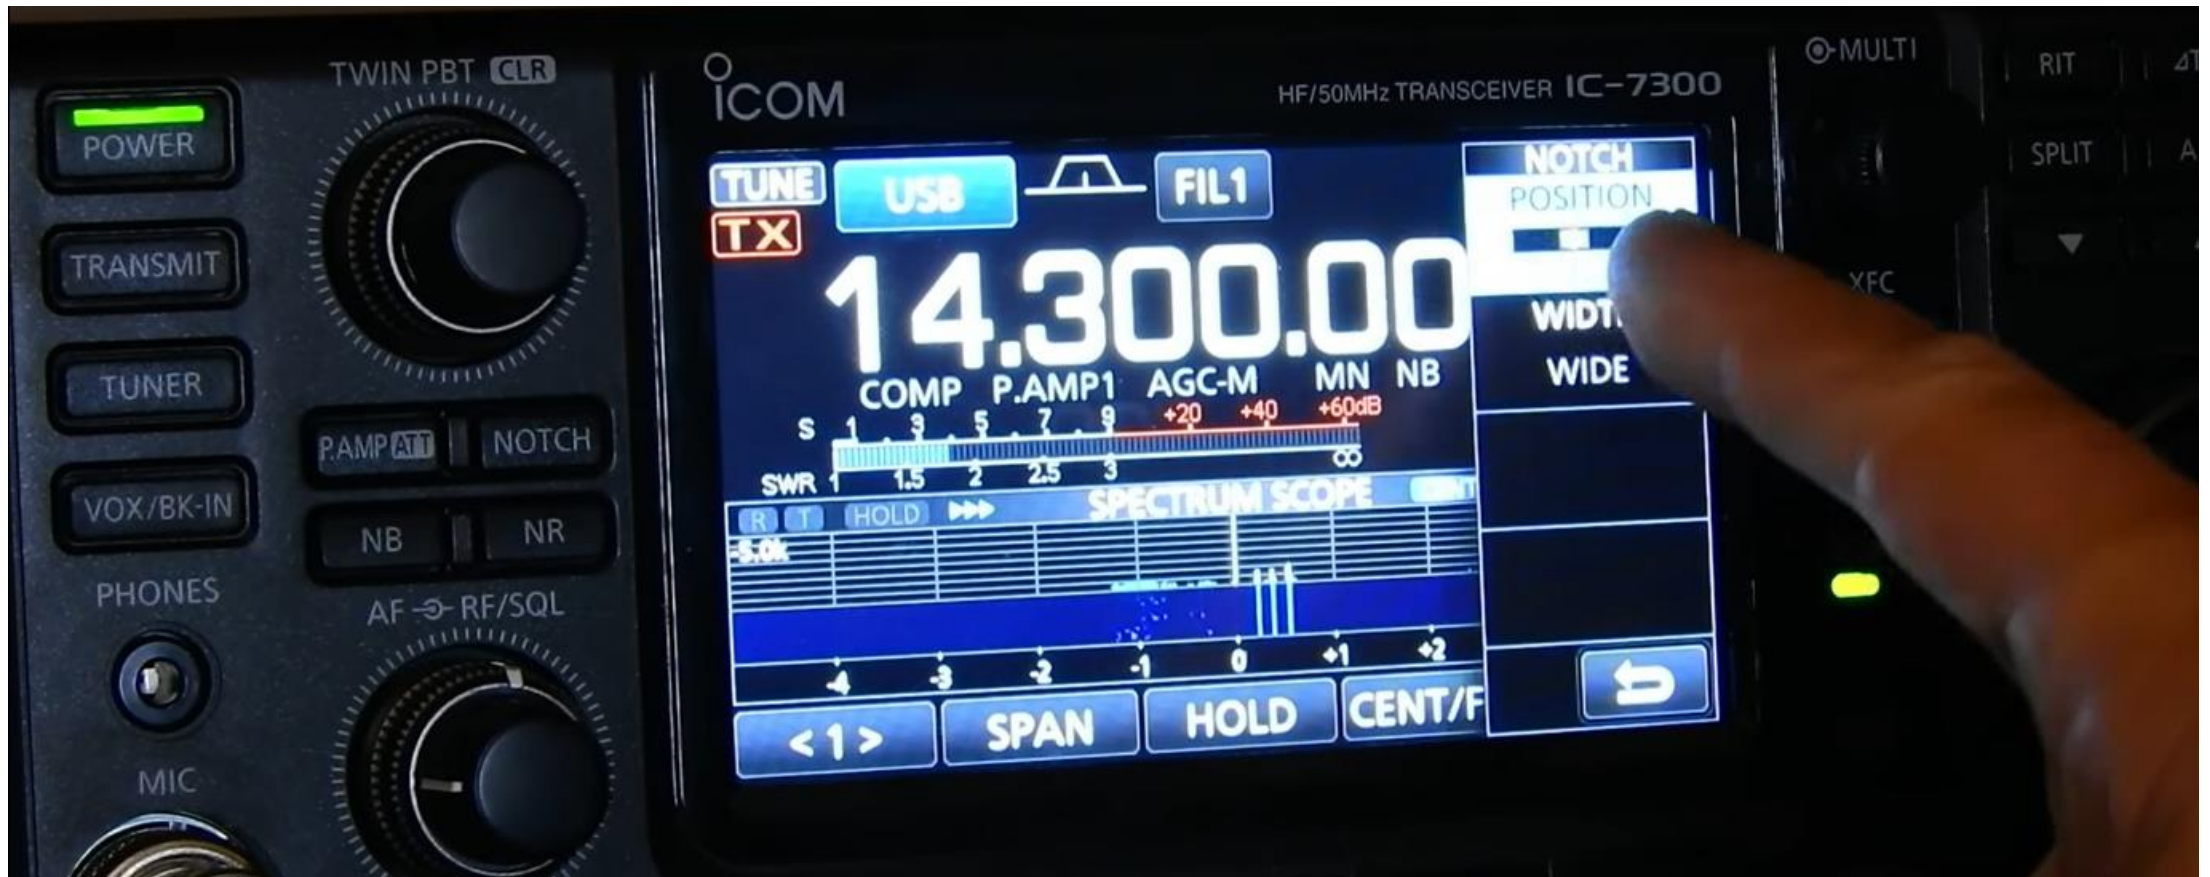 TWIN PBT CLR
POWER
TRANSMIT
TUNER
VOX/BK-IN
P.AMP ATT
NOTCH
NB
NR
PHONES
AF RF/SQL
MIC
ICOM
HF/50MHz TRANSCEIVER IC-7300
TUNE
USB
FIL1
TX
14.300.00
COMP P.AMP1 AGC-M MN NB
S 1 3 5 7 9 +20 +40 +60dB
SWR 1 1.5 2 2.5 3 ∞
R T HOLD SPECTRUM SCOPE
-5.0k
-4 -3 -2 -1 0 +1 +2
<1> SPAN HOLD CENT/F
NOTCH
POSITION
WIDE
MULTI
RIT
SPLIT
XFC